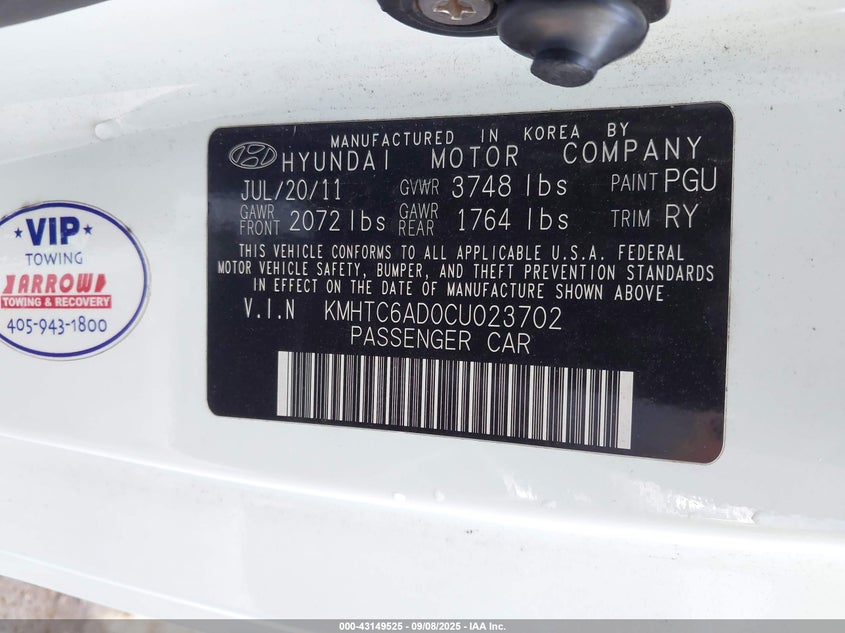 MANUFACTURED IN KOREA BY
HYUNDAI MOTOR COMPANY
JUL/20/11 GVWR 3748 lbs PAINT PGU
GAWR FRONT 2072 lbs GAWR REAR 1764 lbs TRIM RY
THIS VEHICLE CONFORMS TO ALL APPLICABLE U.S.A. FEDERAL
MOTOR VEHICLE SAFETY, BUMPER, AND THEFT PREVENTION STANDARDS
IN EFFECT ON THE DATE OF MANUFACTURE SHOWN ABOVE
V.I.N KMHTC6AD0CU023702
PASSENGER CAR
★VIP★
TOWING
ARROW
TOWING & RECOVERY
405-943-1800
000-43149525 - 09/08/2025 - IAA Inc.